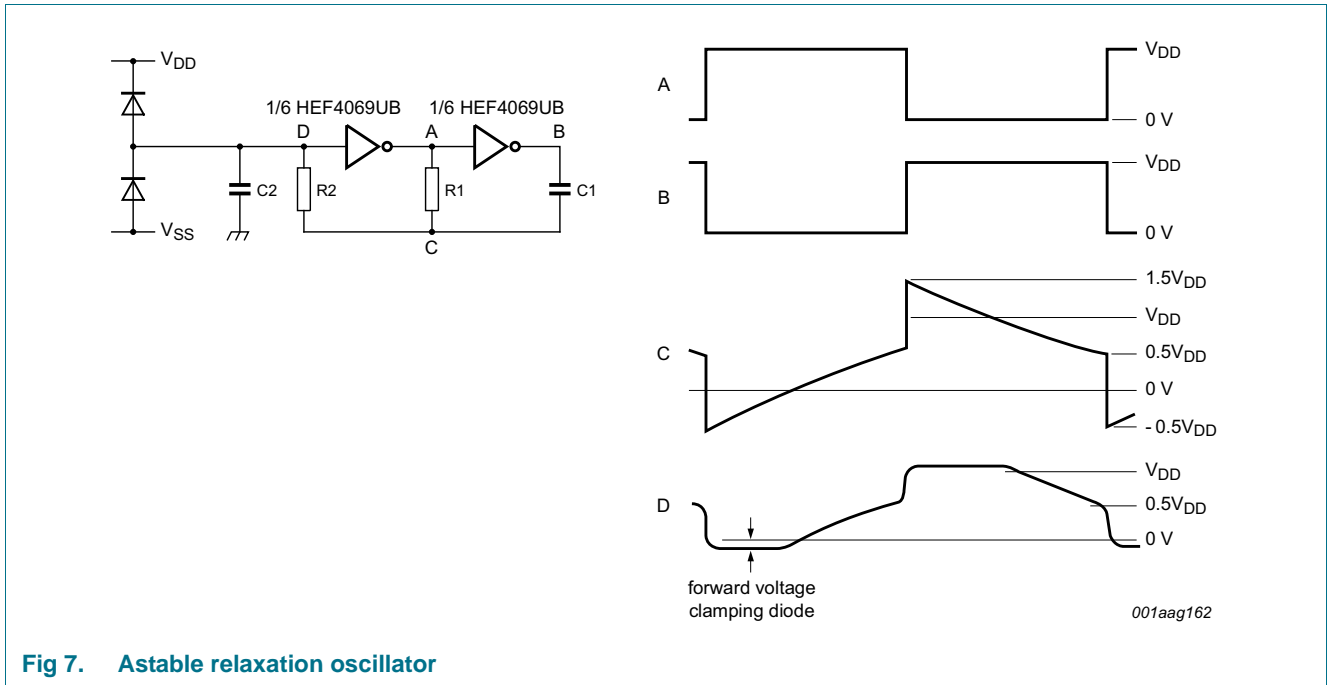 VDD
1/6 HEF4069UB 1/6 HEF4069UB
D A B
C2 R2 R1 C1
VSS
C
A
VDD
0 V
B
VDD
0 V
C
1.5VDD
VDD
0.5VDD
0 V
- 0.5VDD
D
VDD
0.5VDD
0 V
forward voltage
clamping diode
001aag162
Fig 7. Astable relaxation oscillator